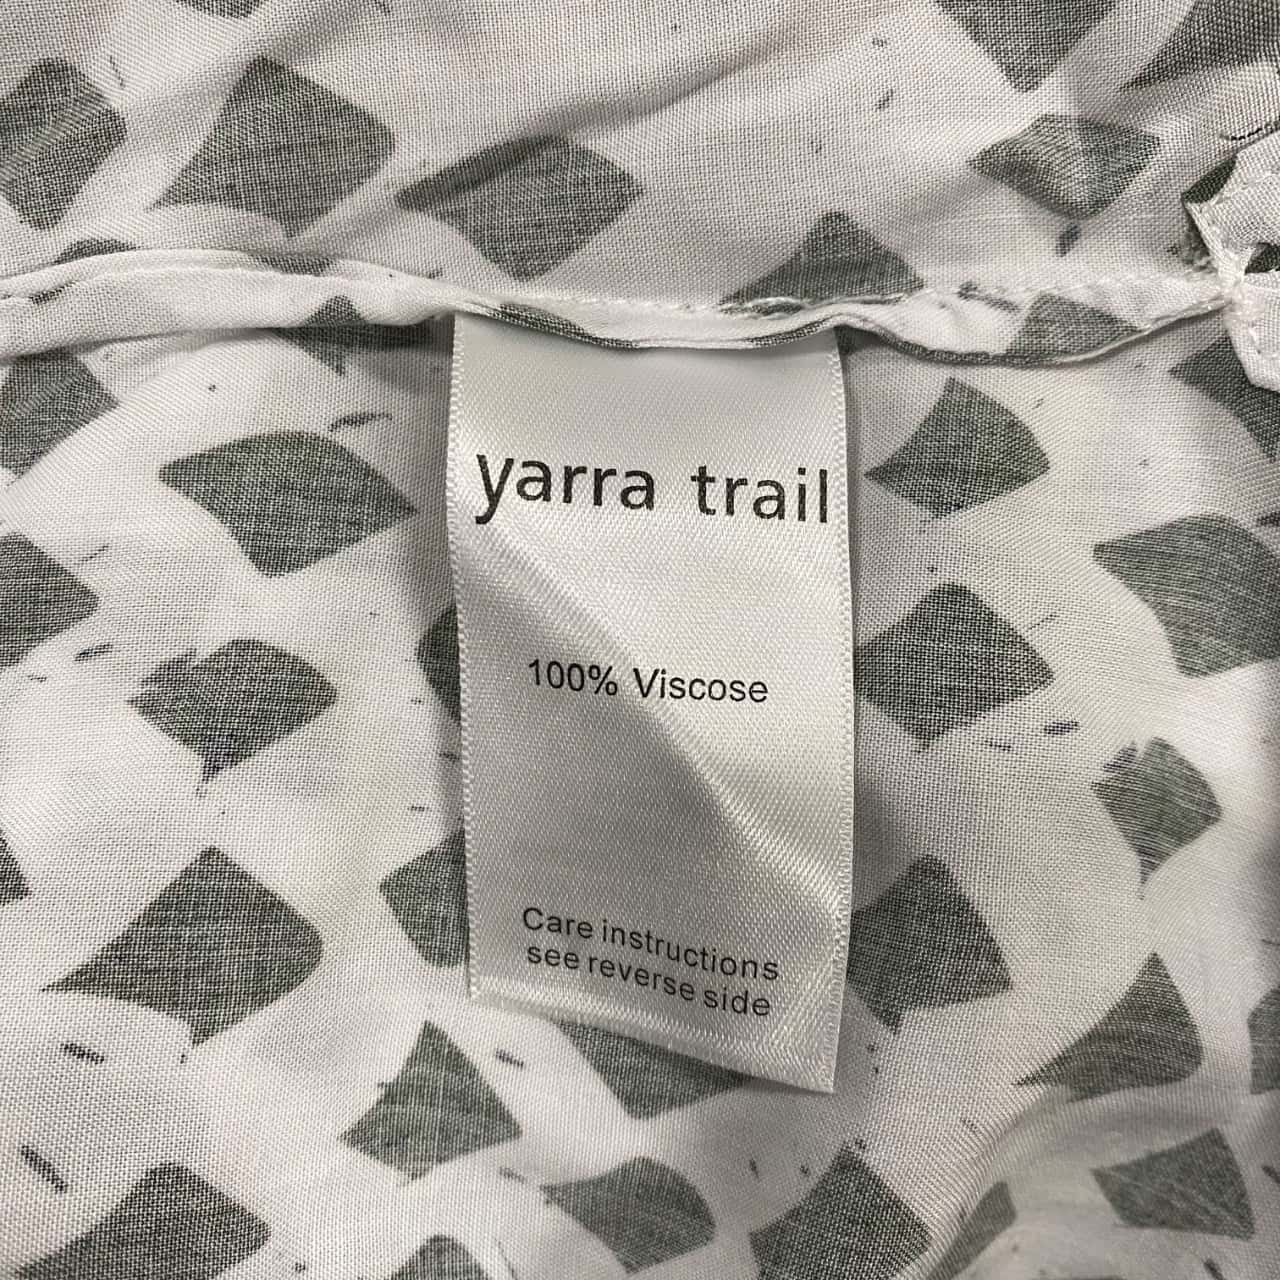 yarra trail
100% Viscose
Care instructions
see reverse side